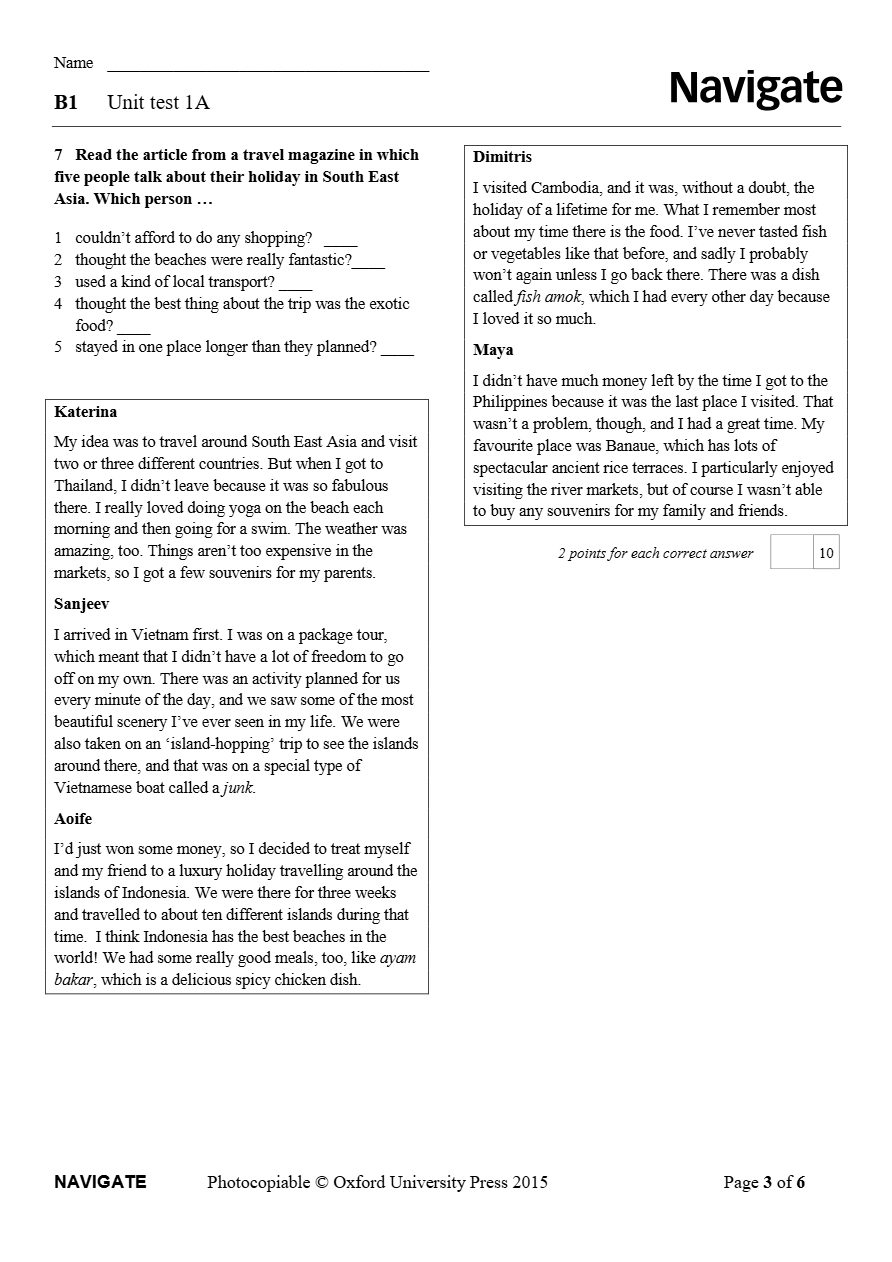 Name
Navigate
B1 Unit test 1A
7 Read the article from a travel magazine in which
five people talk about their holiday in South East
Asia. Which person …
1 couldn’t afford to do any shopping? ____
2 thought the beaches were really fantastic?____
3 used a kind of local transport? ____
4 thought the best thing about the trip was the exotic
food? ____
5 stayed in one place longer than they planned? ____
Katerina
My idea was to travel around South East Asia and visit
two or three different countries. But when I got to
Thailand, I didn’t leave because it was so fabulous
there. I really loved doing yoga on the beach each
morning and then going for a swim. The weather was
amazing, too. Things aren’t too expensive in the
markets, so I got a few souvenirs for my parents.
Sanjeev
I arrived in Vietnam first. I was on a package tour,
which meant that I didn’t have a lot of freedom to go
off on my own. There was an activity planned for us
every minute of the day, and we saw some of the most
beautiful scenery I’ve ever seen in my life. We were
also taken on an ‘island-hopping’ trip to see the islands
around there, and that was on a special type of
Vietnamese boat called a junk.
Aoife
I’d just won some money, so I decided to treat myself
and my friend to a luxury holiday travelling around the
islands of Indonesia. We were there for three weeks
and travelled to about ten different islands during that
time. I think Indonesia has the best beaches in the
world! We had some really good meals, too, like ayam
bakar, which is a delicious spicy chicken dish.
Dimitris
I visited Cambodia, and it was, without a doubt, the
holiday of a lifetime for me. What I remember most
about my time there is the food. I’ve never tasted fish
or vegetables like that before, and sadly I probably
won’t again unless I go back there. There was a dish
called fish amok, which I had every other day because
I loved it so much.
Maya
I didn’t have much money left by the time I got to the
Philippines because it was the last place I visited. That
wasn’t a problem, though, and I had a great time. My
favourite place was Banaue, which has lots of
spectacular ancient rice terraces. I particularly enjoyed
visiting the river markets, but of course I wasn’t able
to buy any souvenirs for my family and friends.
2 points for each correct answer 10
NAVIGATE Photocopiable © Oxford University Press 2015 Page 3 of 6